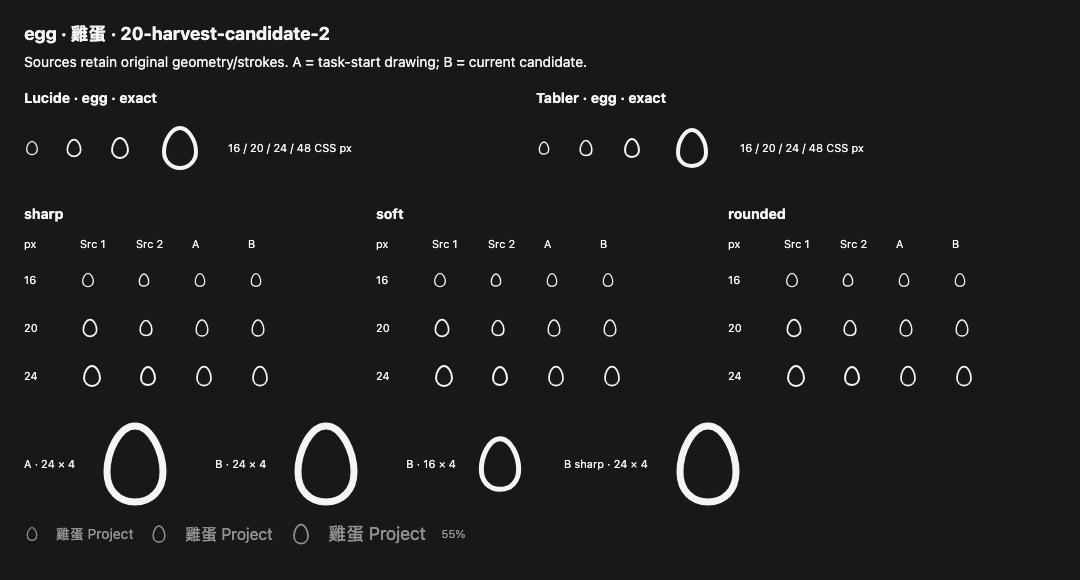 egg · 雞蛋 · 20-harvest-candidate-2
Sources retain original geometry/strokes. A = task-start drawing; B = current candidate.
Lucide · egg · exact
Tabler · egg · exact
16 / 20 / 24 / 48 CSS px
16 / 20 / 24 / 48 CSS px
sharp
soft
rounded
px Src 1 Src 2 A B
px Src 1 Src 2 A B
px Src 1 Src 2 A B
16
16
16
20
20
20
24
24
24
A · 24 × 4
B · 24 × 4
B · 16 × 4
B sharp · 24 × 4
雞蛋 Project
雞蛋 Project
雞蛋 Project
55%